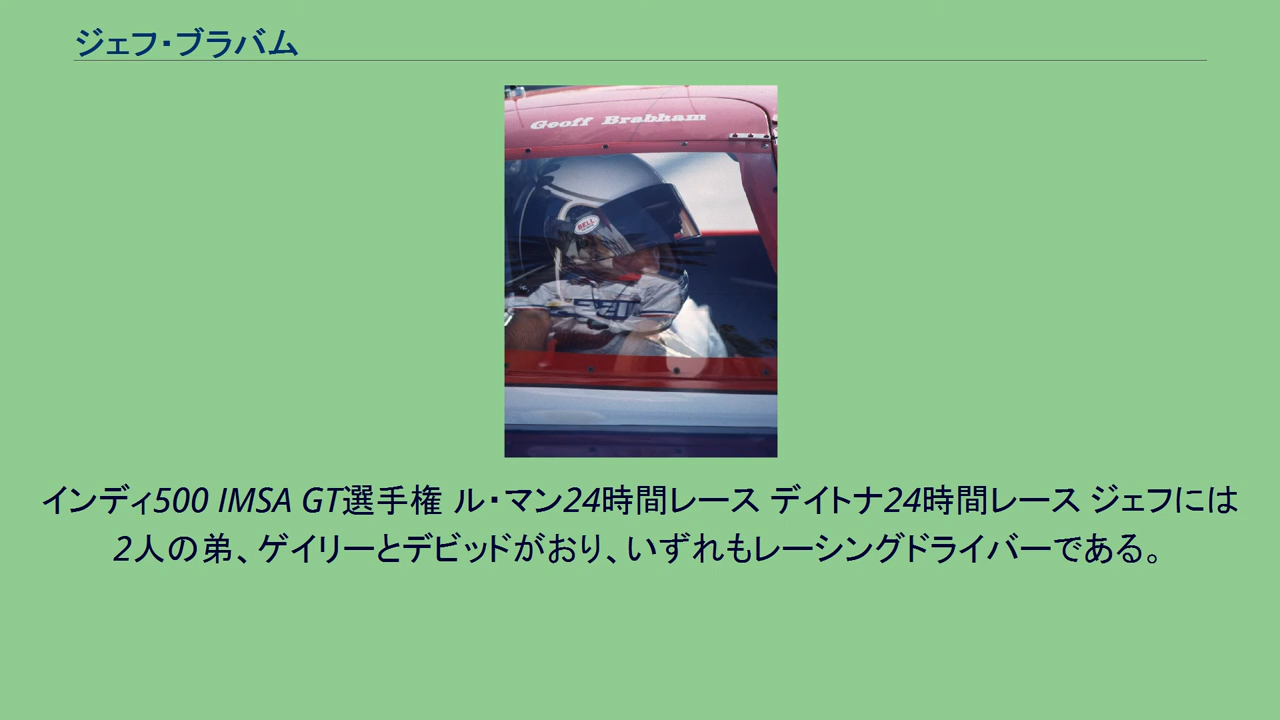 ジェフ・ブラバム
Geoff Brabham
BELL
インディ500 IMSA GT選手権 ル・マン24時間レース デイトナ24時間レース ジェフには
2人の弟、ゲイリーとデビッドがおり、いずれもレーシングドライバーである。